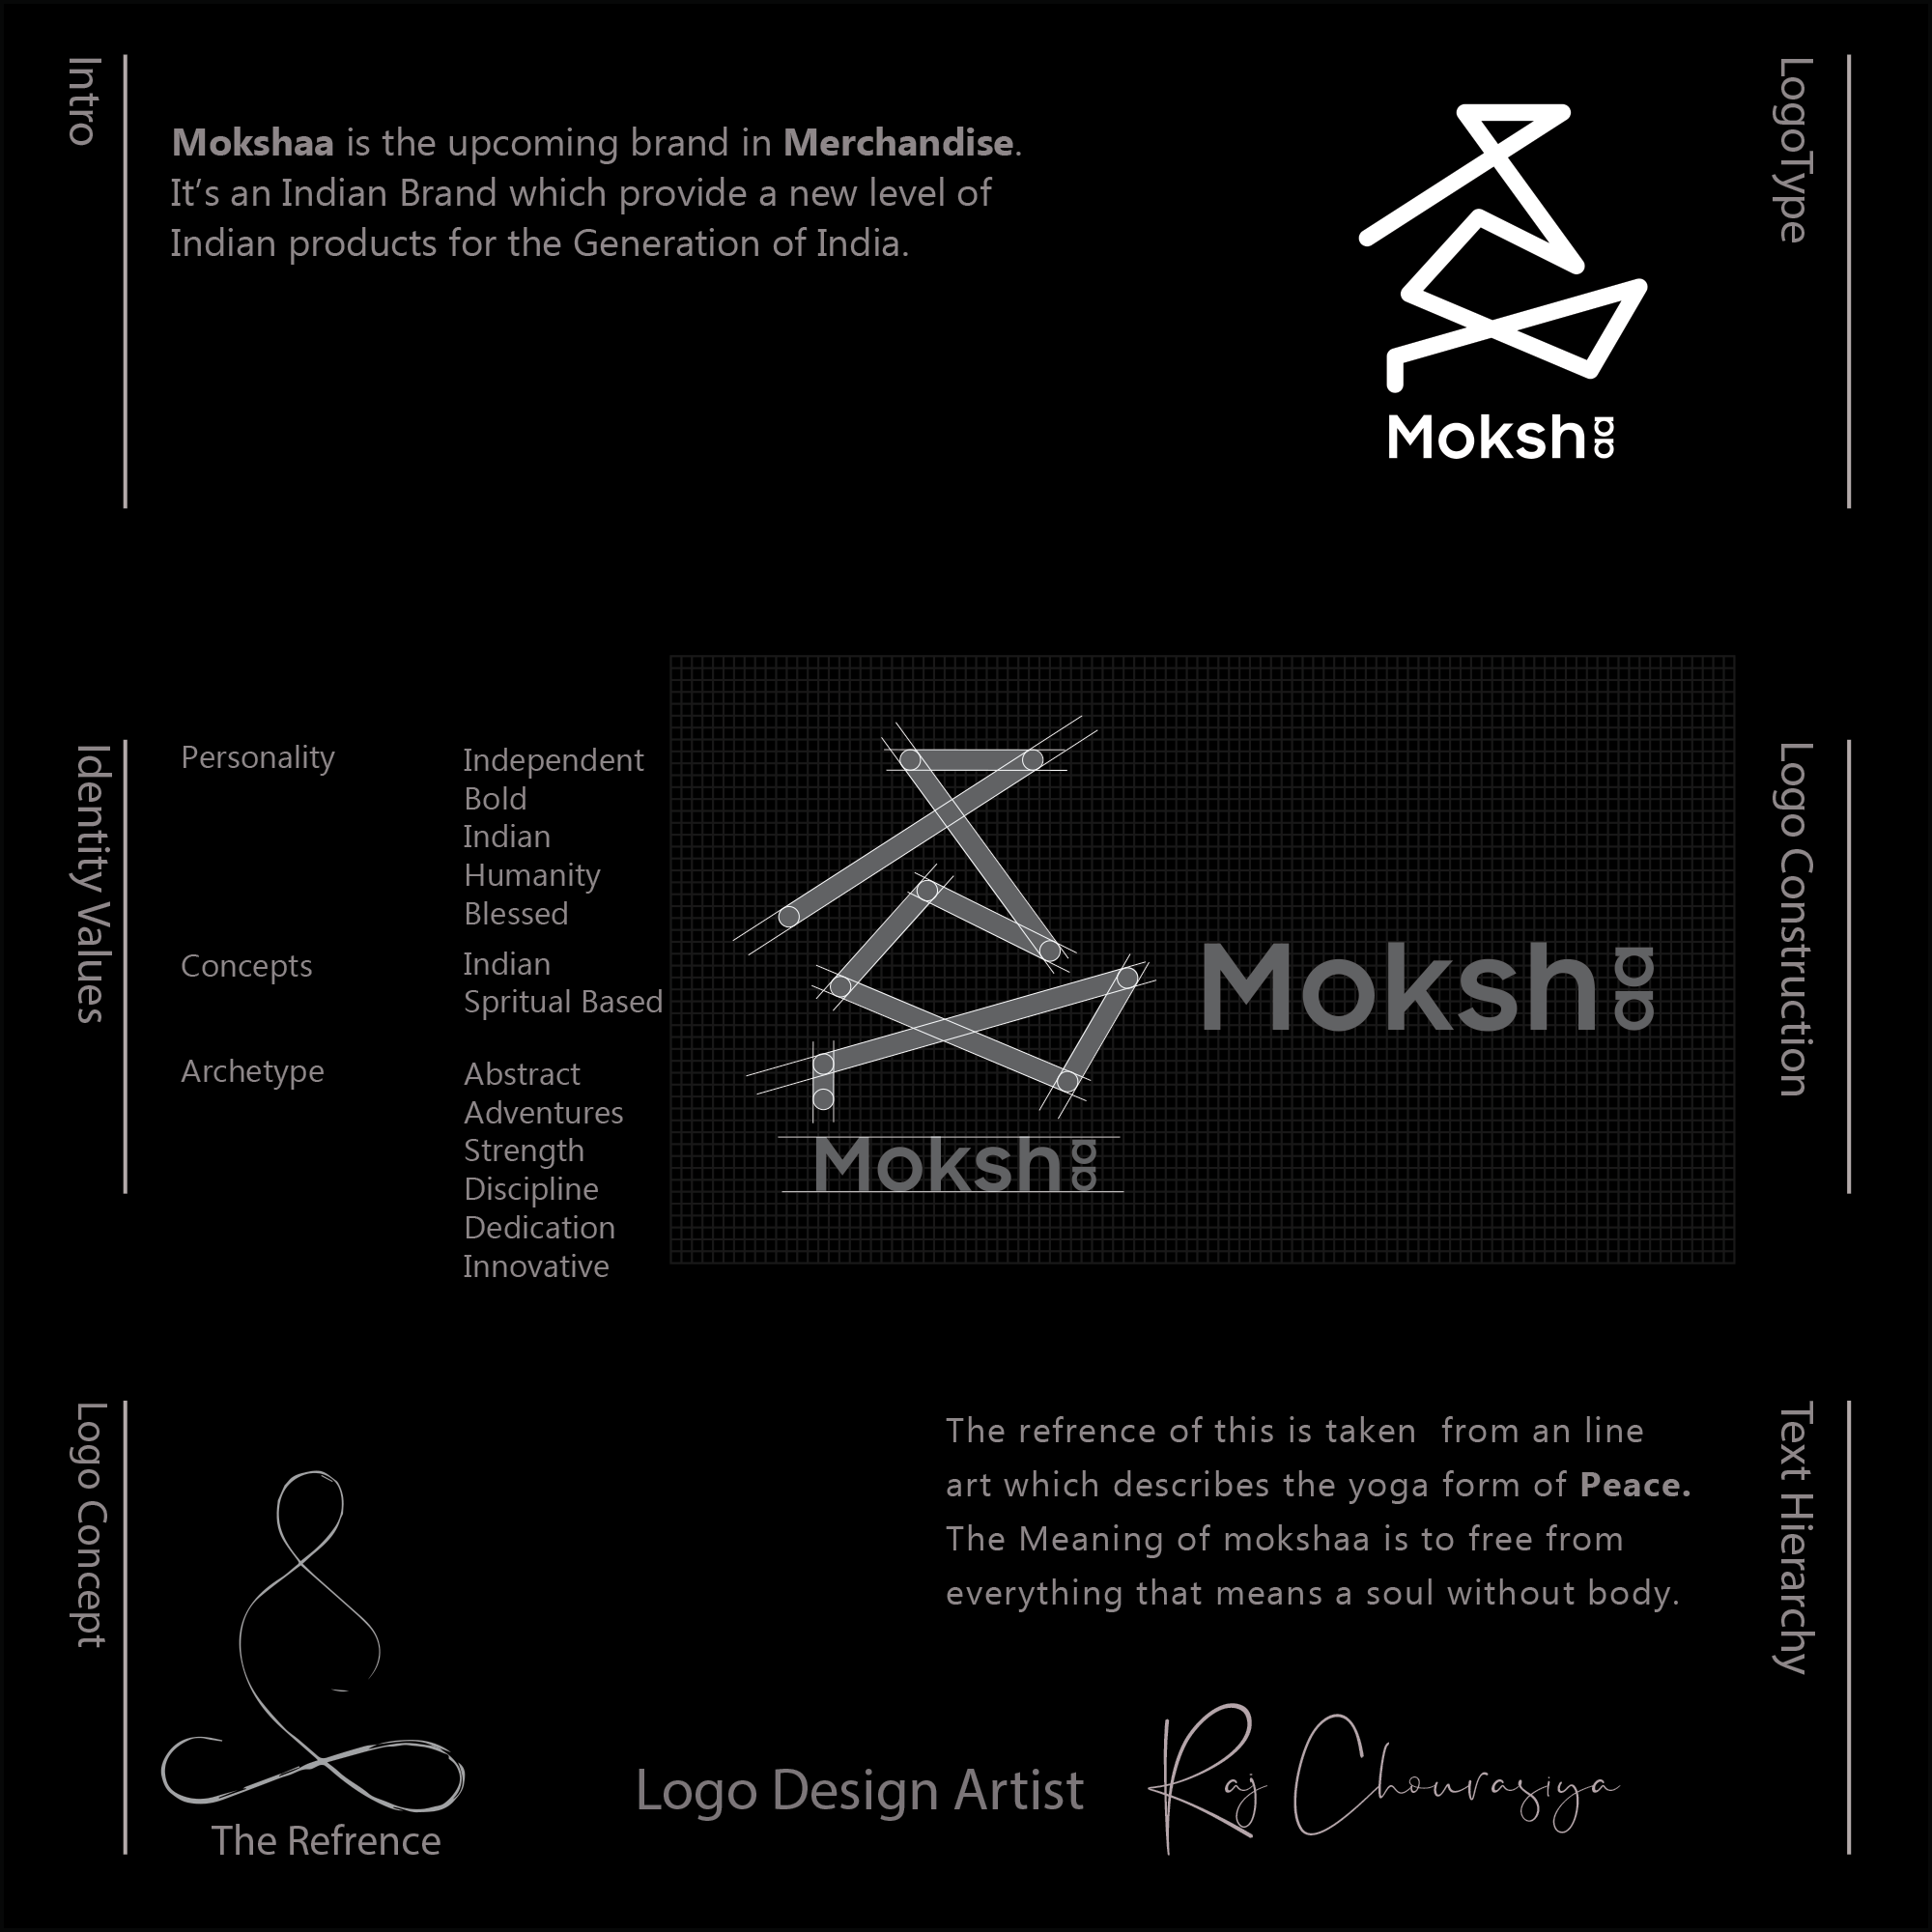 Intro
Mokshaa is the upcoming brand in Merchandise.
It’s an Indian Brand which provide a new level of
Indian products for the Generation of India.
LogoType
Mokshaa
Identity Values
Personality
Independent
Bold
Indian
Humanity
Blessed
Concepts
Indian
Spritual Based
Archetype
Abstract
Adventures
Strength
Discipline
Dedication
Innovative
Mokshaa
Mokshaa
Logo Construction
Logo Concept
The Refrence
The refrence of this is taken from an line
art which describes the yoga form of Peace.
The Meaning of mokshaa is to free from
everything that means a soul without body.
Text Hierarchy
Logo Design Artist
Raj Chourasiya